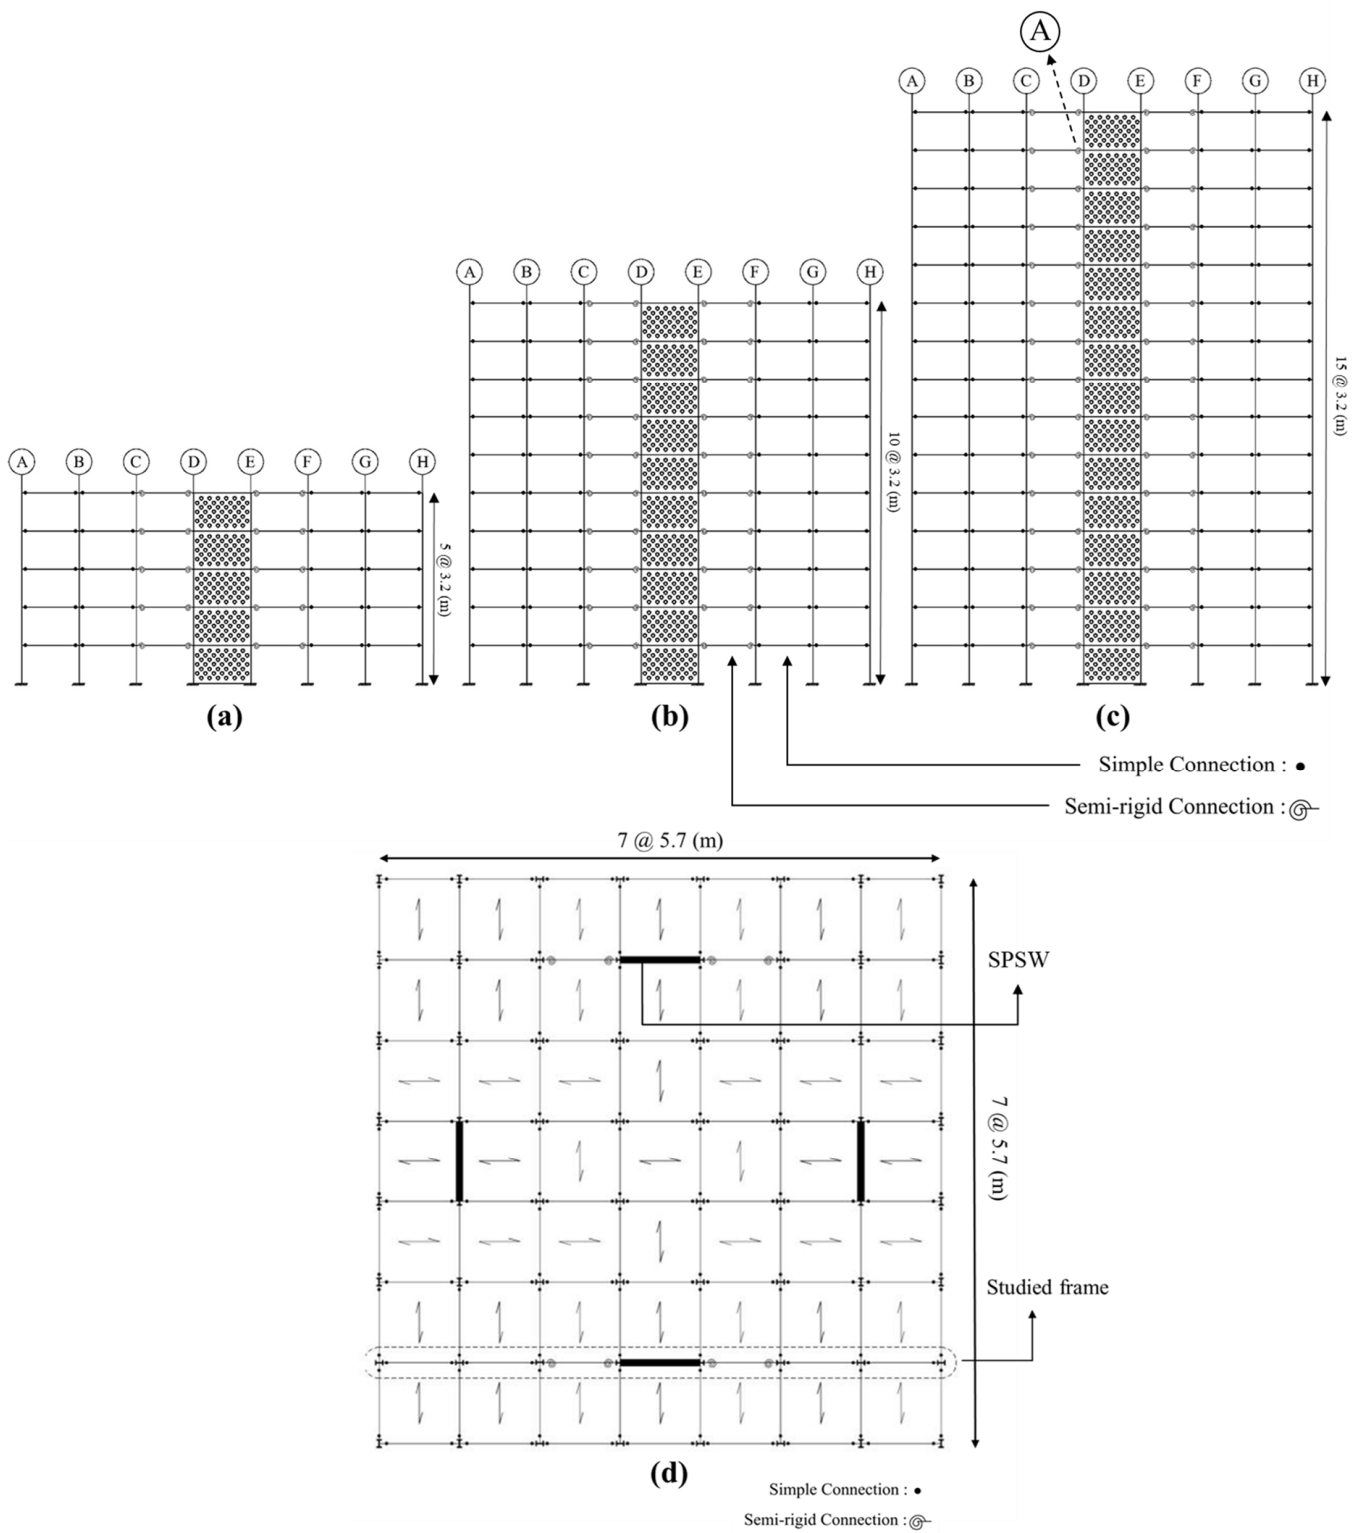 A
A B C D E F G H
15 @ 3.2 (m)
A B C D E F G H
10 @ 3.2 (m)
A B C D E F G H
5 @ 3.2 (m)
(a) (b) (c)
Simple Connection :
Semi-rigid Connection :
7 @ 5.7 (m)
SPSW
7 @ 5.7 (m)
Studied frame
(d)
Simple Connection :
Semi-rigid Connection :